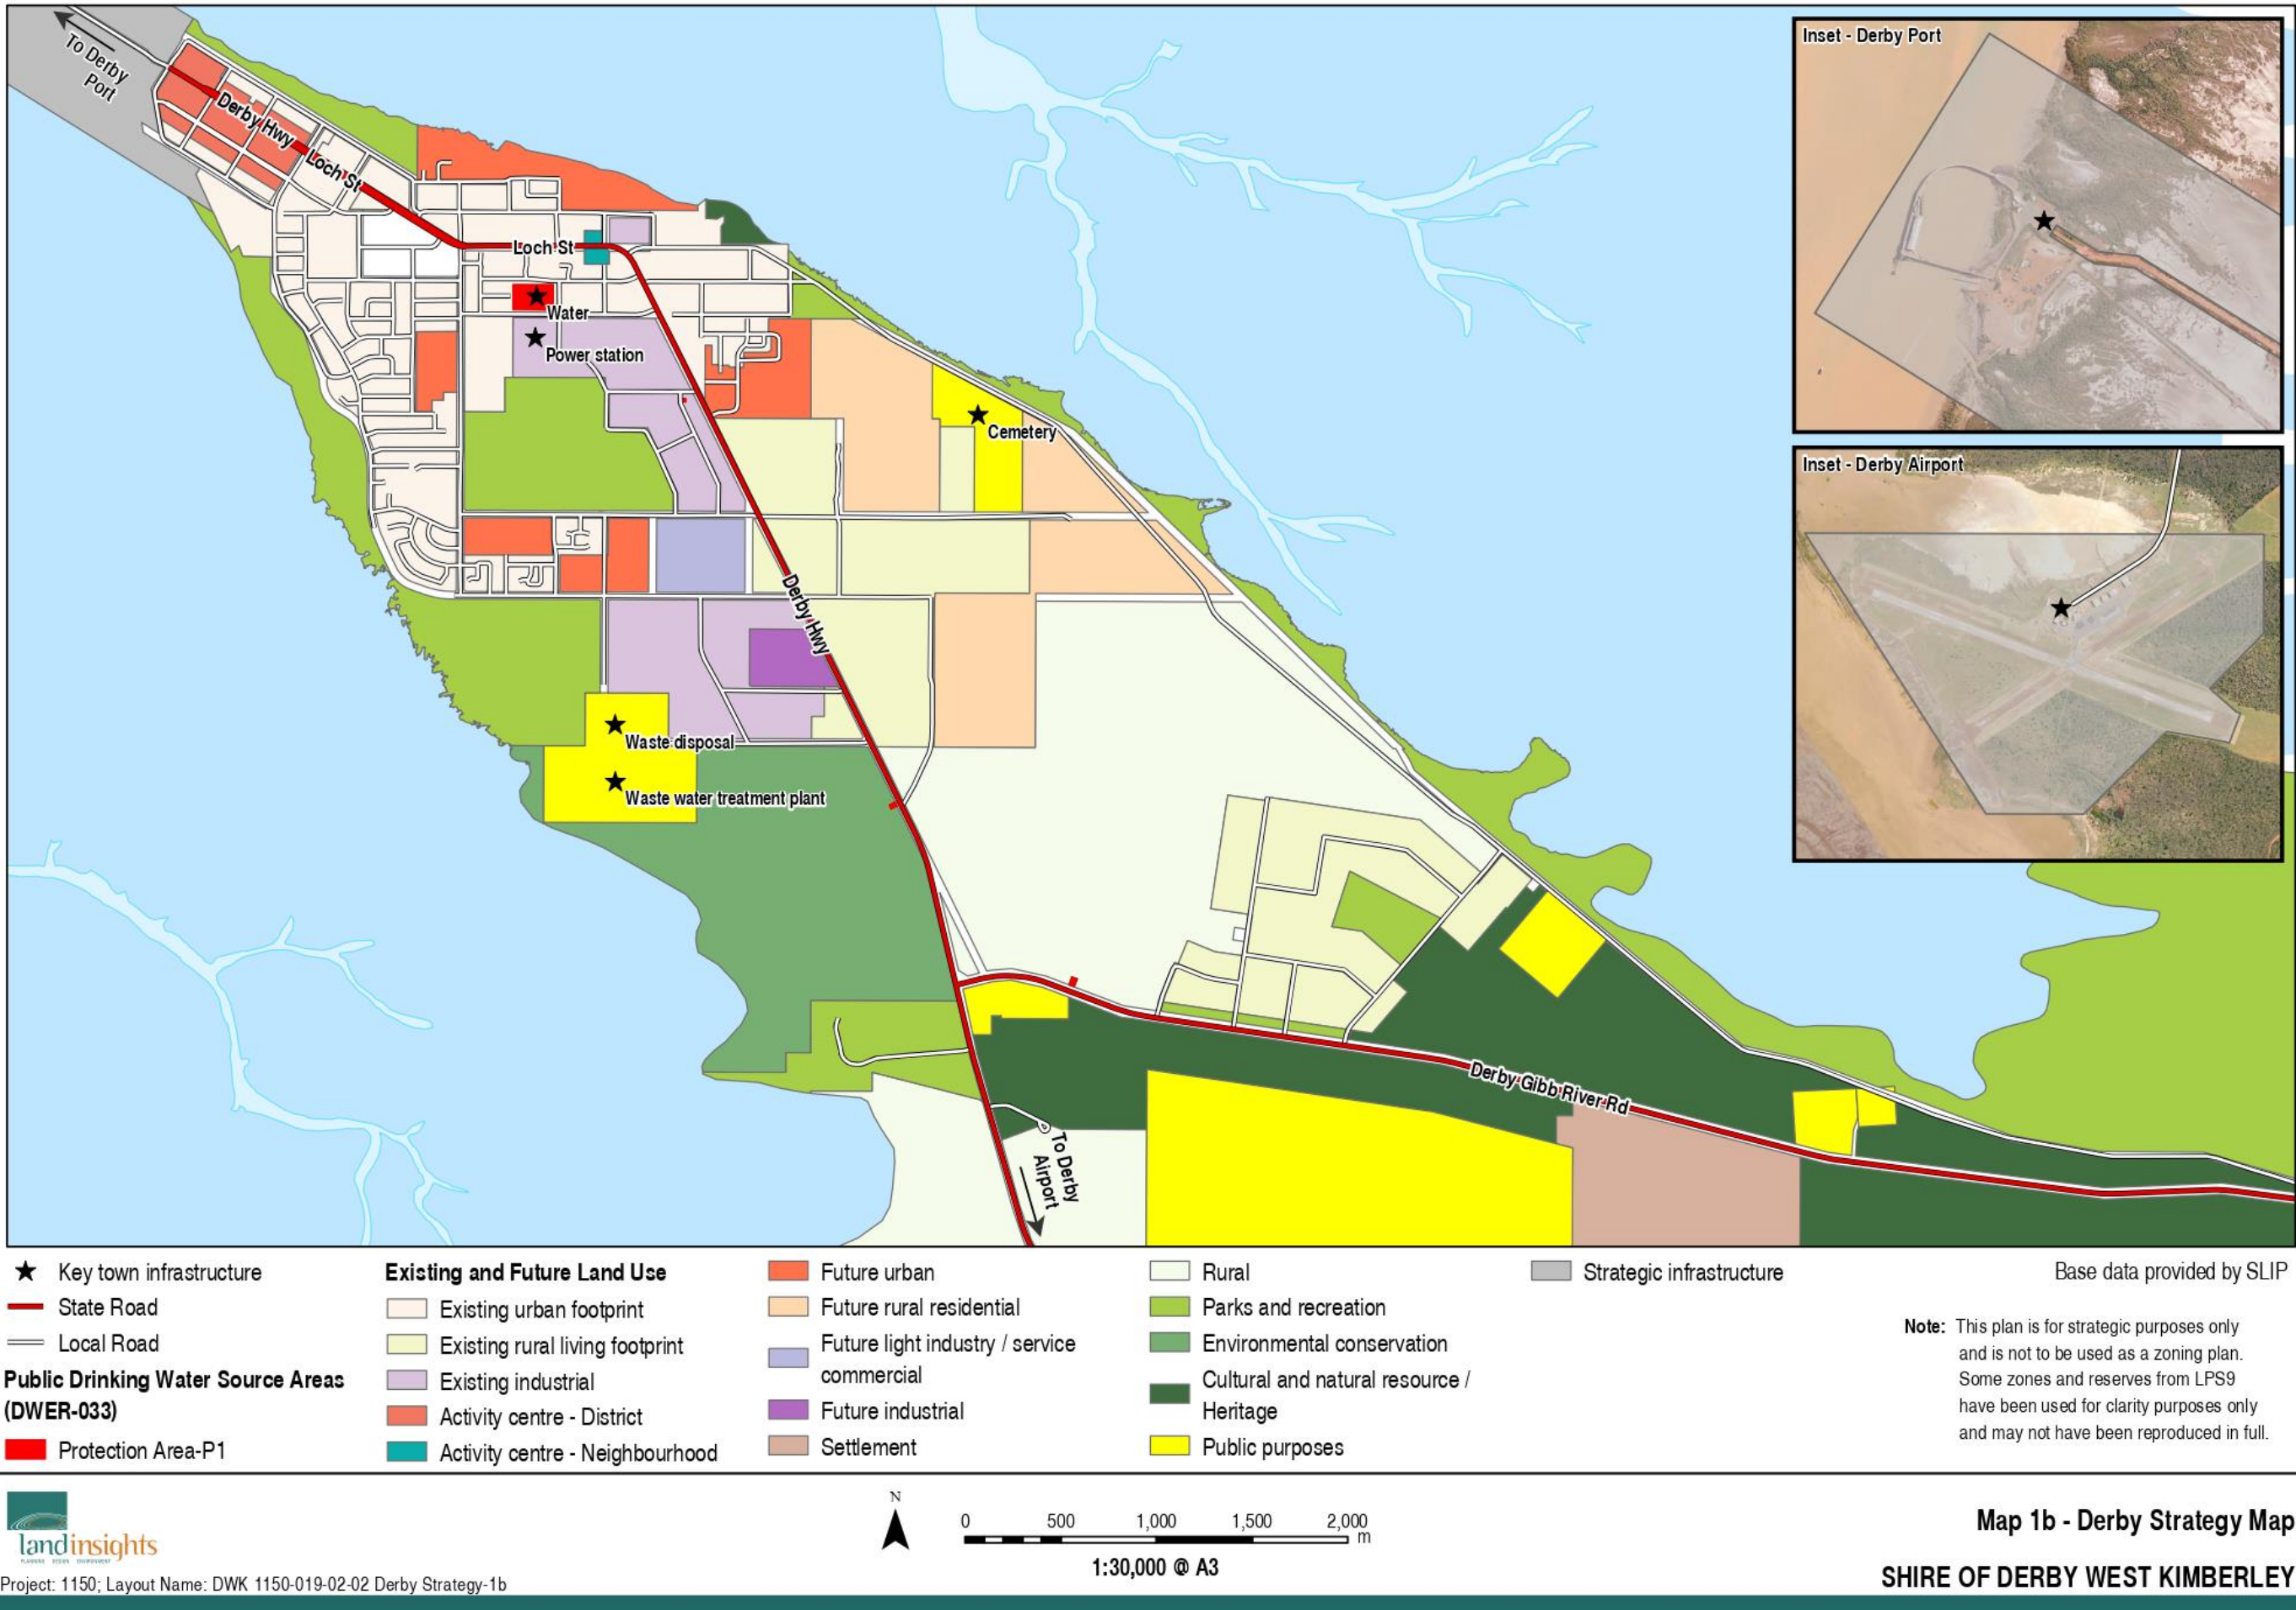 To Derby
Port
Derby Hwy
Loch St
Loch St
Water
Power station
Cemetery
Derby Hwy
Waste disposal
Waste water treatment plant
Derby Gibb River Rd
To Derby
Airport
Inset - Derby Port
Inset - Derby Airport
Key town infrastructure
State Road
Local Road
Public Drinking Water Source Areas
(DWER-033)
Protection Area-P1
Existing and Future Land Use
Existing urban footprint
Existing rural living footprint
Existing industrial
Activity centre - District
Activity centre - Neighbourhood
Future urban
Future rural residential
Future light industry / service
commercial
Future industrial
Settlement
Rural
Parks and recreation
Environmental conservation
Cultural and natural resource /
Heritage
Public purposes
Strategic infrastructure
Base data provided by SLIP
Note: This plan is for strategic purposes only
and is not to be used as a zoning plan.
Some zones and reserves from LPS9
have been used for clarity purposes only
and may not have been reproduced in full.
landinsights
PLANNING DESIGN ENVIRONMENT
Project: 1150; Layout Name: DWK 1150-019-02-02 Derby Strategy-1b
N
0 500 1,000 1,500 2,000
m
1:30,000 @ A3
Map 1b - Derby Strategy Map
SHIRE OF DERBY WEST KIMBERLEY